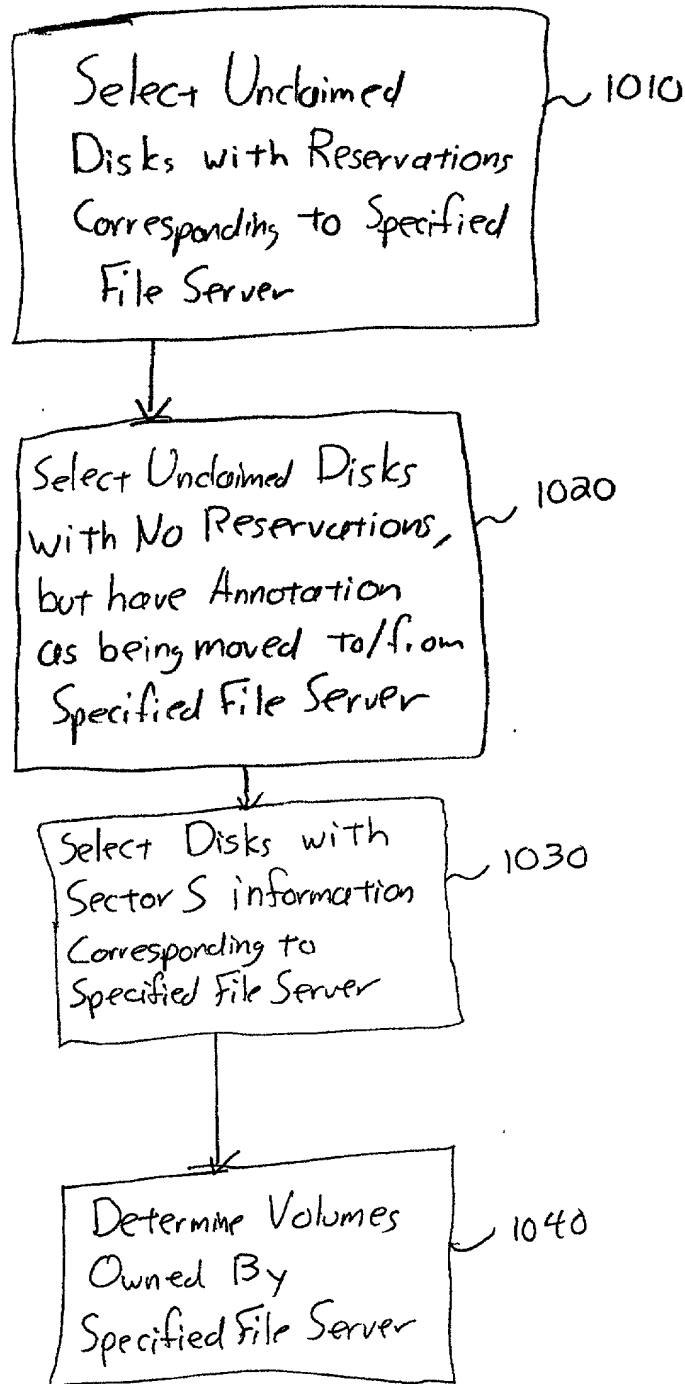 Select Unclaimed
Disks with Reservations
Corresponding to Specified
File Server
1010
Select Unclaimed Disks
with No Reservations,
but have Annotation
as being moved to/from
Specified File Server
1020
Select Disks with
Sector S information
Corresponding to
Specified File Server
1030
Determine Volumes
Owned By
Specified File Server
1040